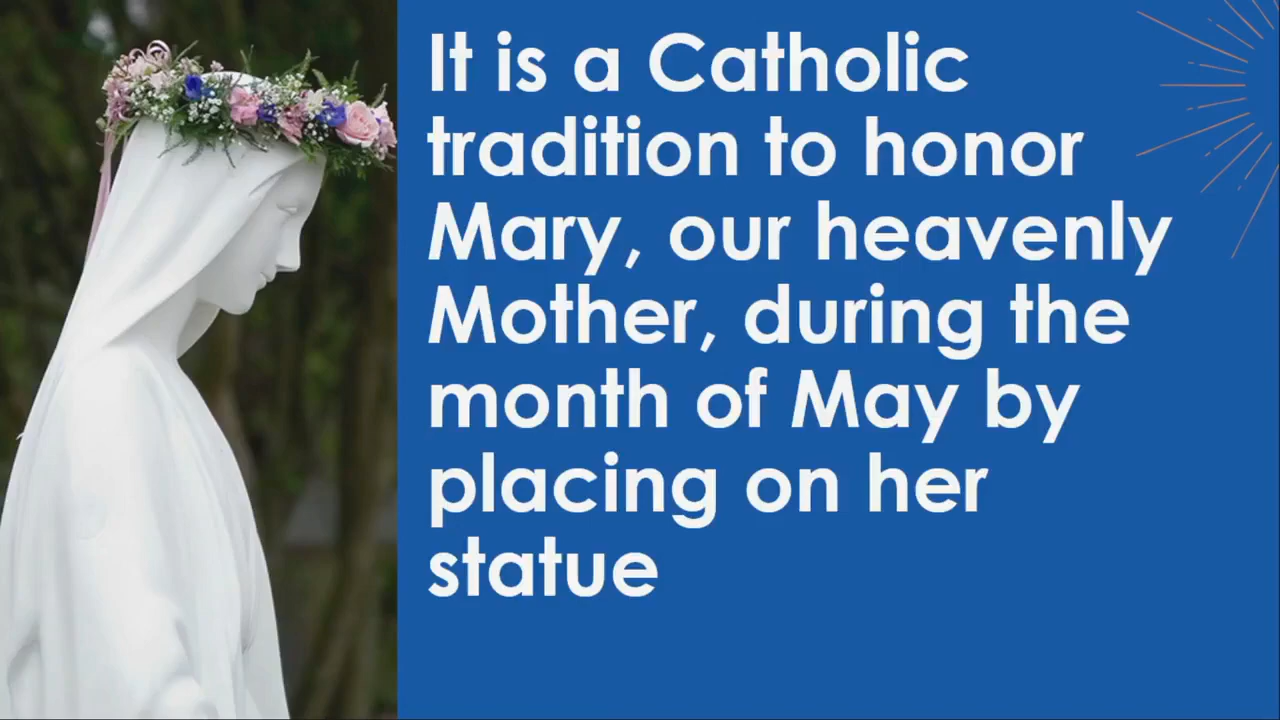 It is a Catholic
tradition to honor
Mary, our heavenly
Mother, during the
month of May by
placing on her
statue